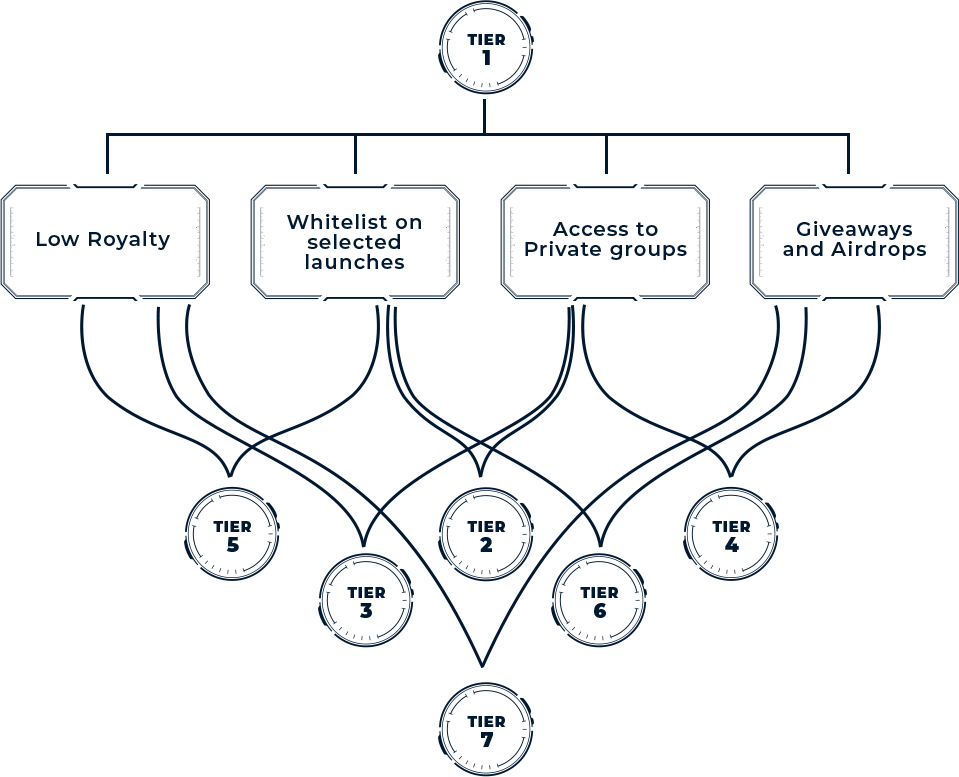 TIER
1
Low Royalty
Whitelist on
selected
launches
Access to
Private groups
Giveaways
and Airdrops
TIER
5
TIER
2
TIER
4
TIER
3
TIER
6
TIER
7